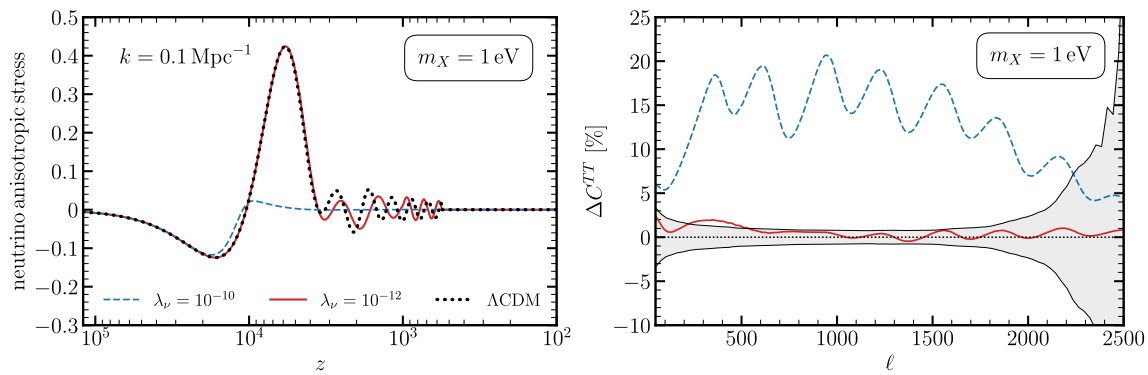 0.5
0.4
0.3
0.2
0.1
0
−0.1
−0.2
−0.3
neutrino anisotropic stress
k = 0.1 Mpc⁻¹
m_X = 1 eV
λ_ν = 10⁻¹⁰
λ_ν = 10⁻¹²
ΛCDM
10⁵
10⁴
10³
10²
z
25
20
15
10
5
0
−5
−10
ΔC^{TT} [%]
m_X = 1 eV
500
1000
1500
2000
2500
ℓ